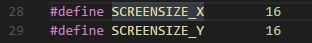 28 #define SCREENSIZE_X 16
29 #define SCREENSIZE_Y 16